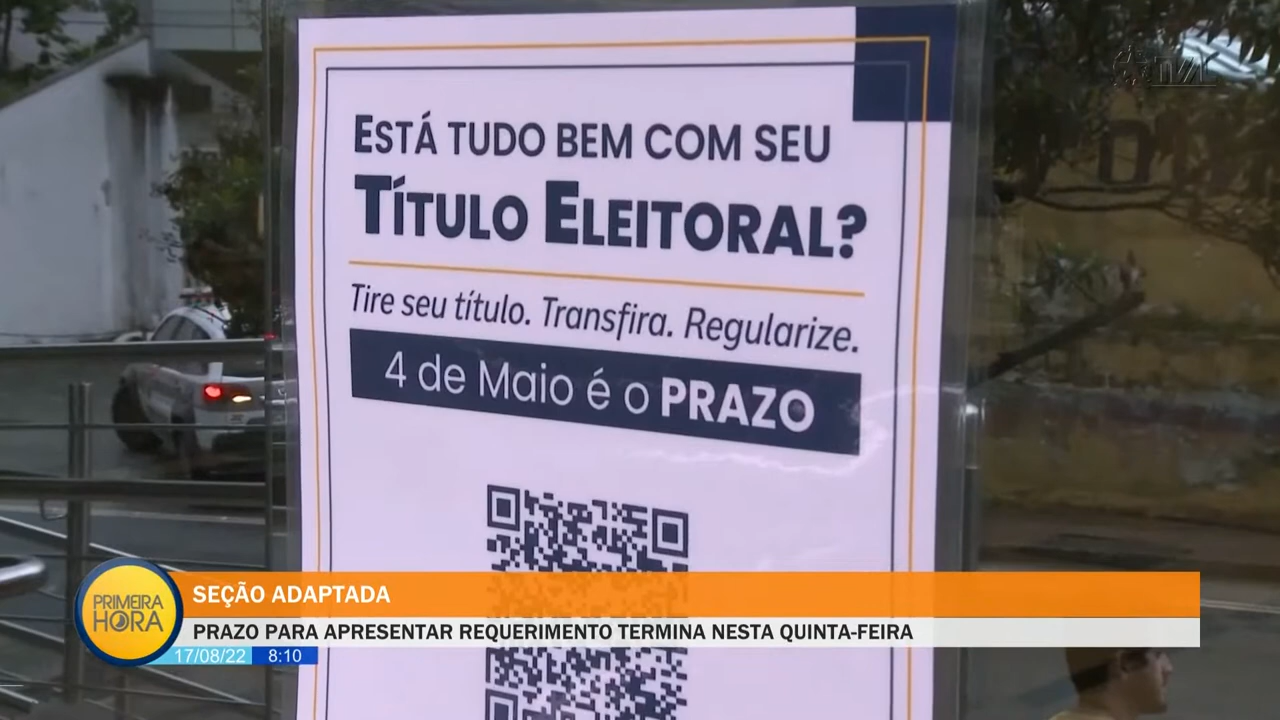 ESTÁ TUDO BEM COM SEU
TÍTULO ELEITORAL?
Tire seu título. Transfira. Regularize.
4 de Maio é o PRAZO
PRIMEIRA
HORA
SEÇÃO ADAPTADA
PRAZO PARA APRESENTAR REQUERIMENTO TERMINA NESTA QUINTA-FEIRA
17/08/22 8:10